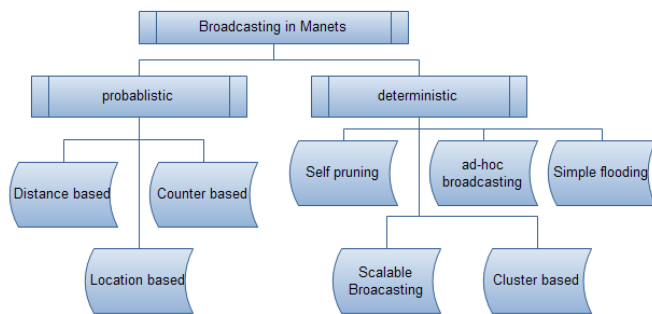 Broadcasting in Manets
probablistic
deterministic
Self pruning
ad-hoc
broadcasting
Simple flooding
Distance based
Counter based
Location based
Scalable
Broacasting
Cluster based